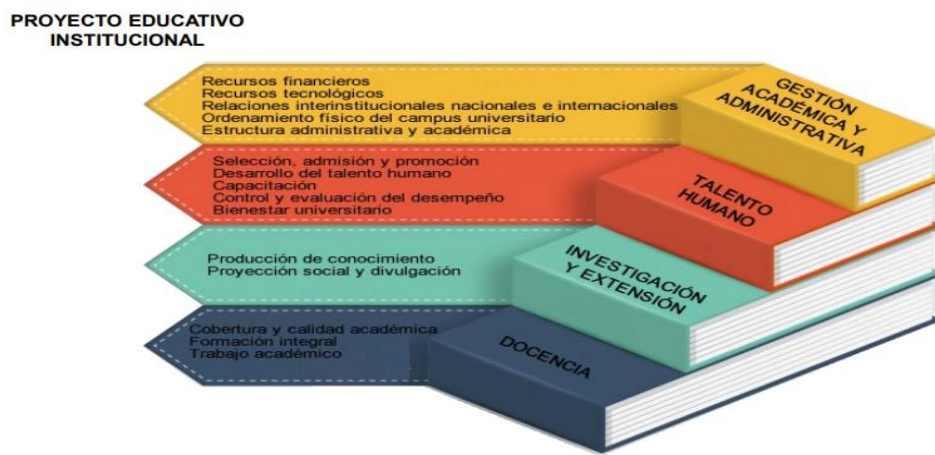 PROYECTO EDUCATIVO
INSTITUCIONAL
Recursos financieros
Recursos tecnológicos
Relaciones interinstitucionales nacionales e internacionales
Ordenamiento físico del campus universitario
Estructura administrativa y académica
GESTIÓN
ACADÉMICA Y
ADMINISTRATIVA
Selección, admisión y promoción
Desarrollo del talento humano
Capacitación
Control y evaluación del desempeño
Bienestar universitario
TALENTO
HUMANO
Producción de conocimiento
Proyección social y divulgación
INVESTIGACIÓN
Y EXTENSIÓN
Cobertura y calidad académica
Formación integral
Trabajo académico
DOCENCIA